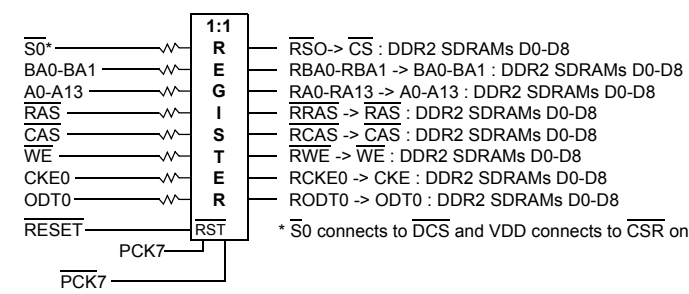 1:1
S0* R RSO-> CS : DDR2 SDRAMs D0-D8
BA0-BA1 E RBA0-RBA1 -> BA0-BA1 : DDR2 SDRAMs D0-D8
A0-A13 G RA0-RA13 -> A0-A13 : DDR2 SDRAMs D0-D8
RAS I RRAS -> RAS : DDR2 SDRAMs D0-D8
CAS S RCAS -> CAS : DDR2 SDRAMs D0-D8
WE T RWE -> WE : DDR2 SDRAMs D0-D8
CKE0 E RCKE0 -> CKE : DDR2 SDRAMs D0-D8
ODT0 R RODT0 -> ODT0 : DDR2 SDRAMs D0-D8
RESET RST * S0 connects to DCS and VDD connects to CSR on
PCK7
PCK7